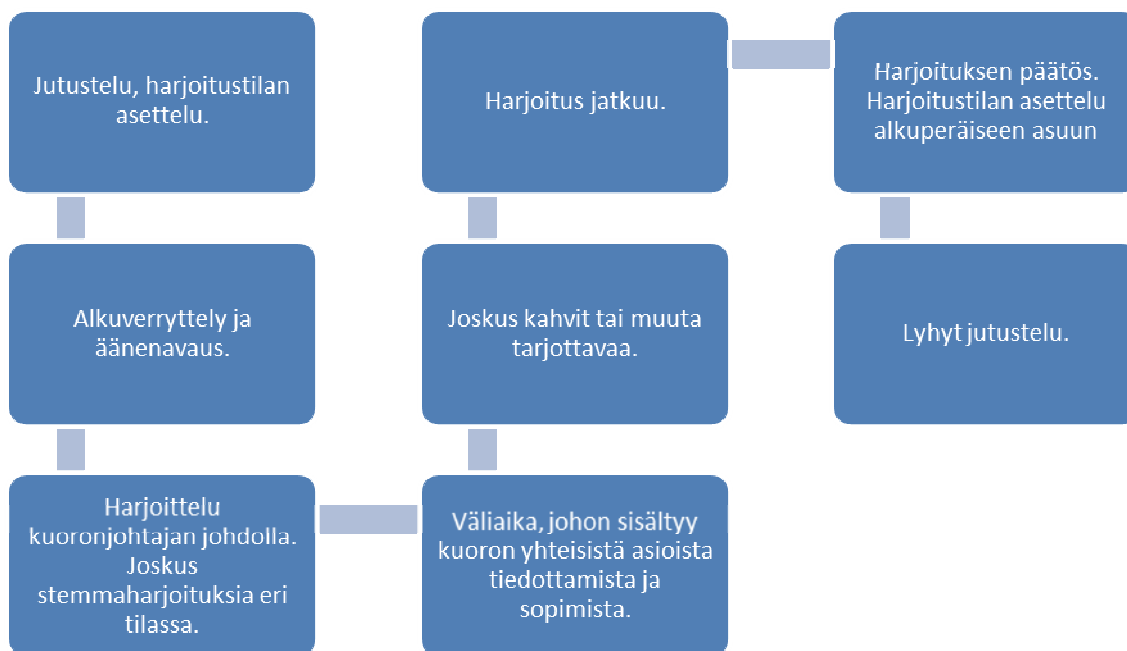 Jutustelu, harjoitustilan
asettelu.
Alkuverryttely ja
äänenavaus.
Harjoittelu
kuoronjohtajan johdolla.
Joskus
stemmaharjoituksia eri
tilassa.
Väliaika, johon sisältyy
kuoron yhteisistä asioista
tiedottamista ja
sopimista.
Joskus kahvit tai muuta
tarjottavaa.
Harjoitus jatkuu.
Harjoituksen päätös.
Harjoitustilan asettelu
alkuperäiseen asuun
Lyhyt jutustelu.